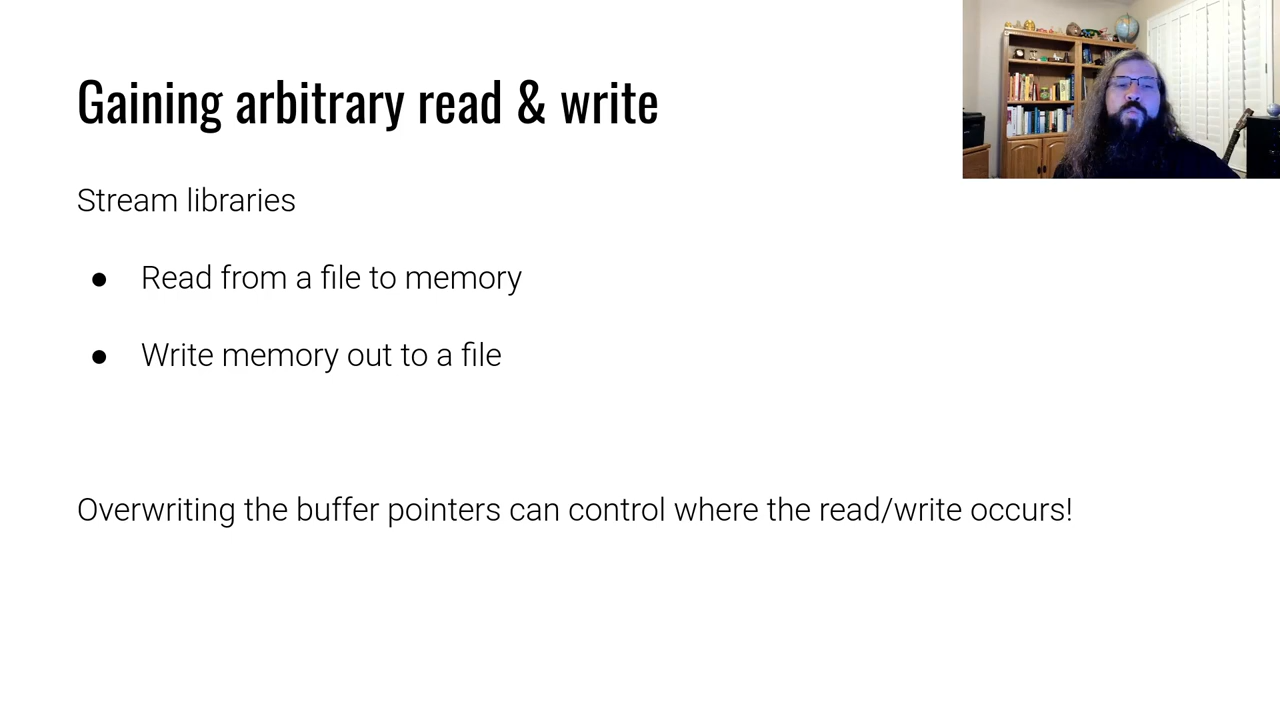 Gaining arbitrary read & write
Stream libraries
● Read from a file to memory
● Write memory out to a file
Overwriting the buffer pointers can control where the read/write occurs!